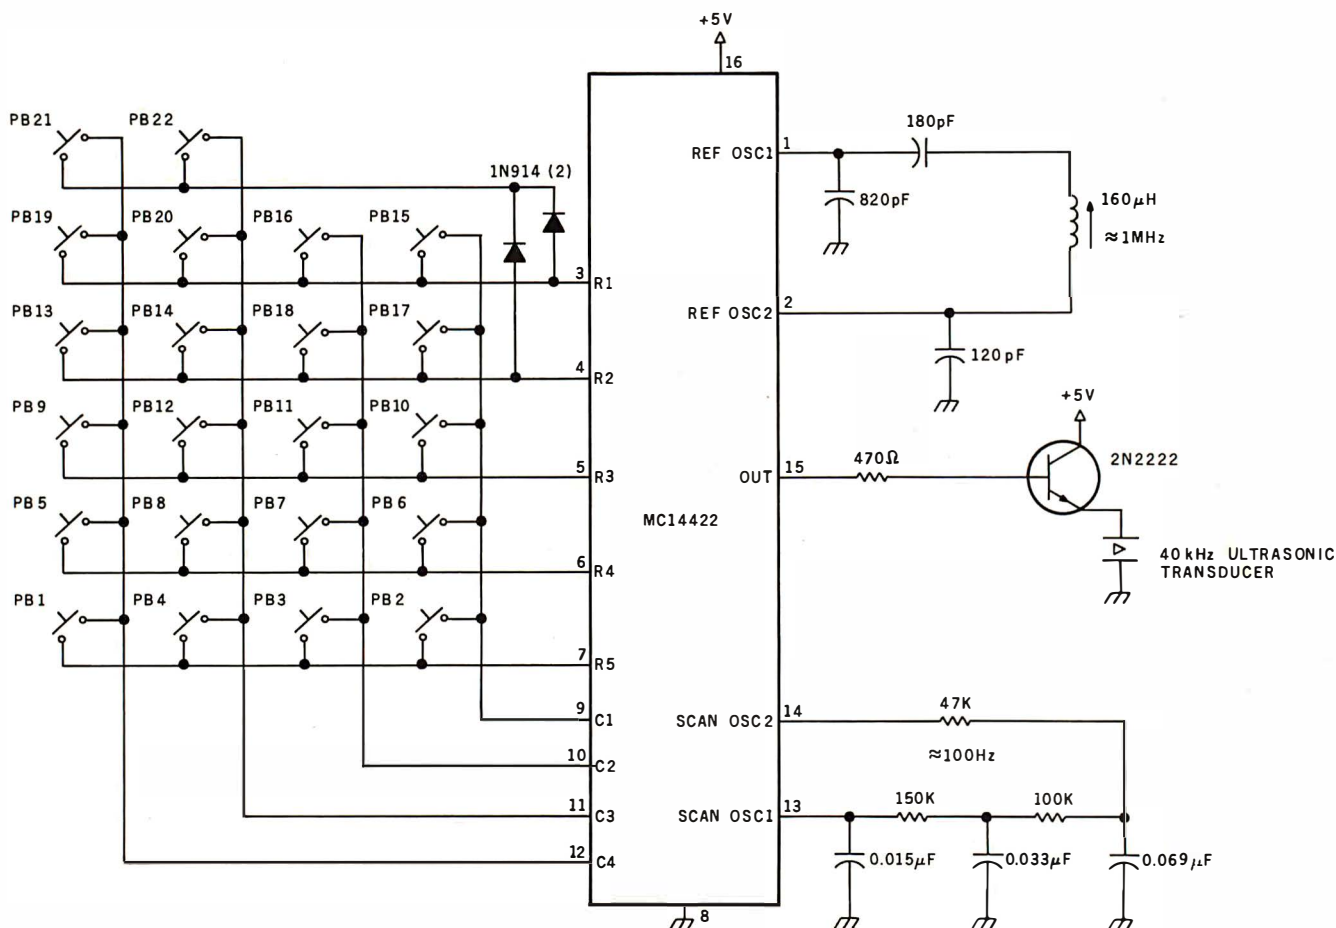 +5V
16
PB21
PB22
1N914 (2)
PB19
PB20
PB16
PB15
3
R1
PB13
PB14
PB18
PB17
4
R2
PB9
PB12
PB11
PB10
5
R3
PB5
PB8
PB7
PB6
6
R4
PB1
PB4
PB3
PB2
7
R5
9
C1
10
C2
11
C3
12
C4
MC14422
8
REF OSC1
1
180pF
820pF
160μH
≈1MHz
REF OSC2
2
120pF
+5V
OUT
15
470Ω
2N2222
40kHz ULTRASONIC
TRANSDUCER
SCAN OSC2
14
47K
≈100Hz
SCAN OSC1
13
150K
100K
0.015μF
0.033μF
0.069μF